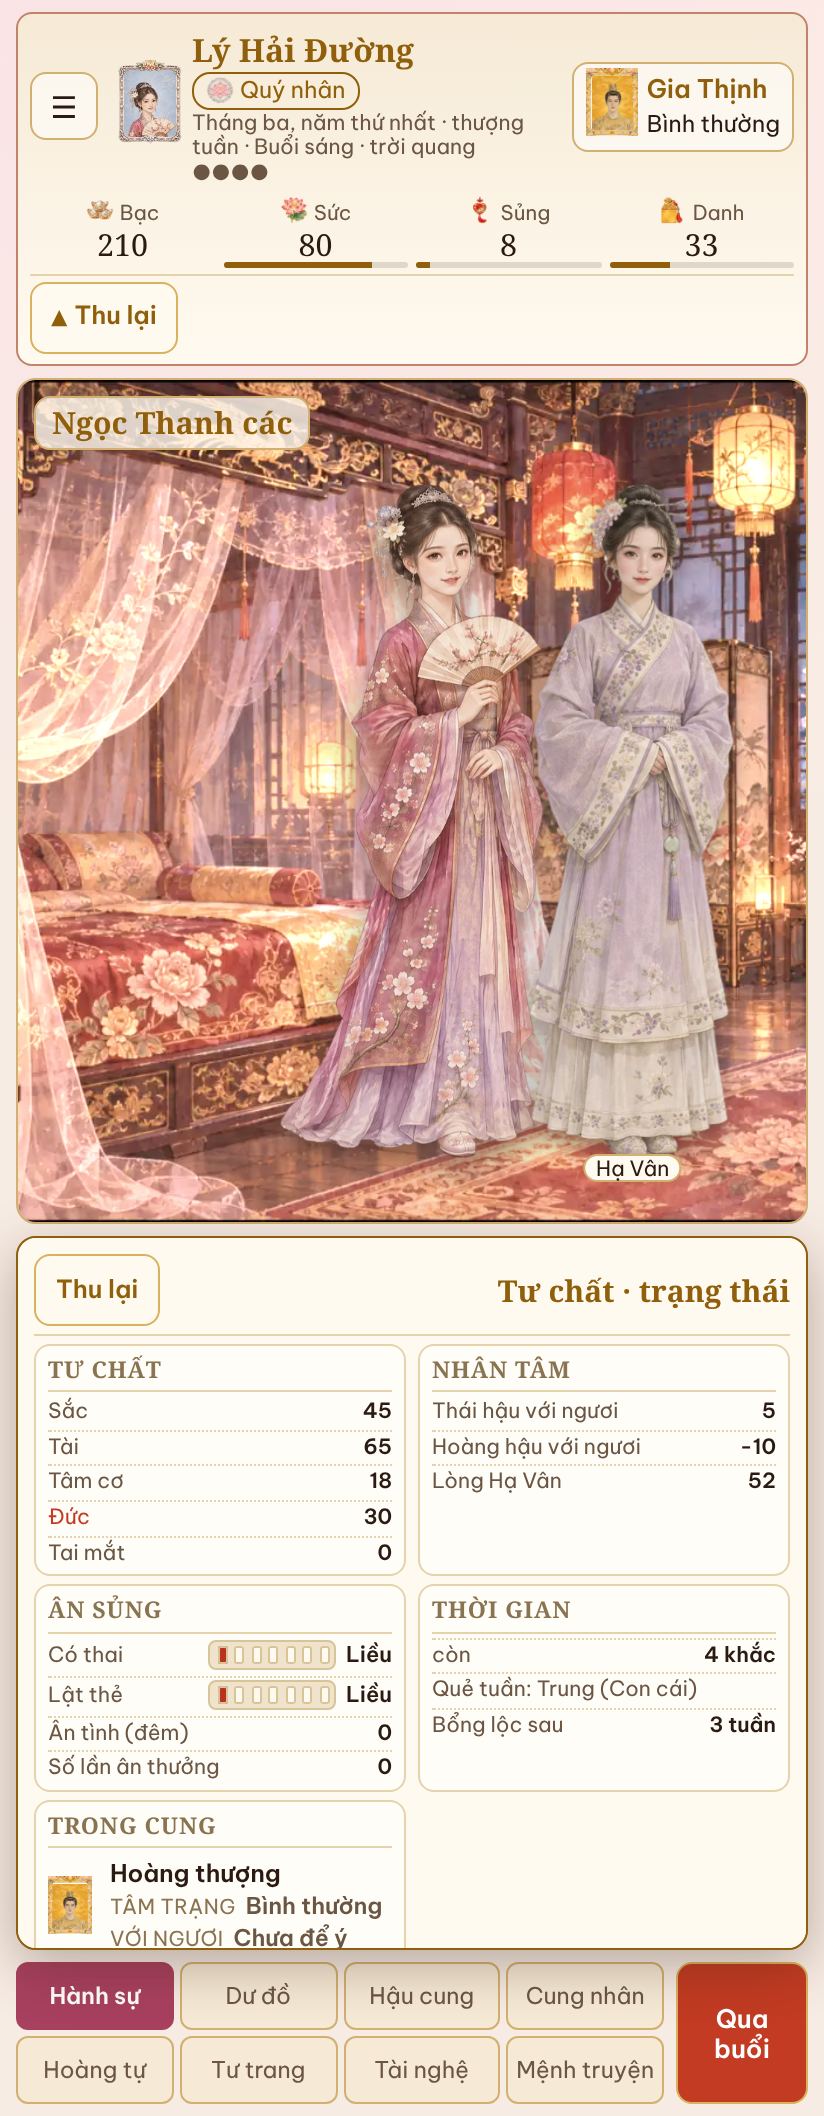 Lý Hải Đường
Quý nhân
Tháng ba, năm thứ nhất · thượng
tuần · Buổi sáng · trời quang
Gia Thịnh
Bình thường
Bạc
210
Sức
80
Sủng
8
Danh
33
▲ Thu lại
Ngọc Thanh các
Hạ Vân
Thu lại
Tư chất · trạng thái
TƯ CHẤT
Sắc 45
Tài 65
Tâm cơ 18
Đức 30
Tai mắt 0
NHÂN TÂM
Thái hậu với ngươi 5
Hoàng hậu với ngươi -10
Lòng Hạ Vân 52
ÂN SỦNG
Có thai Liều
Lật thẻ Liều
Ân tình (đêm) 0
Số lần ân thưởng 0
THỜI GIAN
còn 4 khắc
Quẻ tuần: Trung (Con cái)
Bổng lộc sau 3 tuần
TRONG CUNG
Hoàng thượng
TÂM TRẠNG Bình thường
VỚI NGƯƠI Chưa để ý
Hành sự
Dư đồ
Hậu cung
Cung nhân
Qua
buổi
Hoàng tự
Tư trang
Tài nghệ
Mệnh truyện